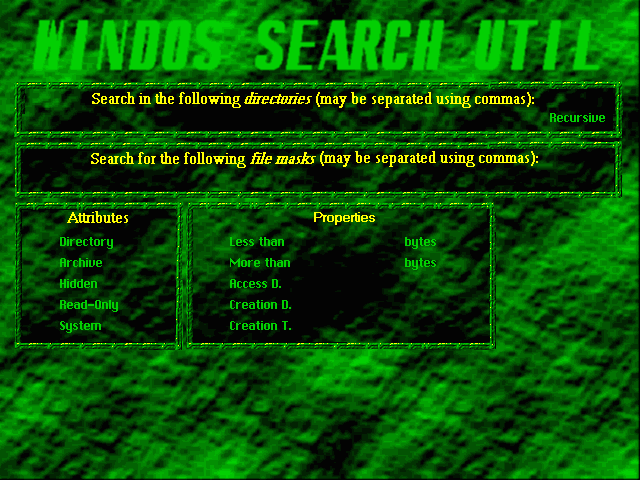 WINDOS SEARCH UTIL
Search in the following directories (may be separated using commas):
Recursive
Search for the following file masks (may be separated using commas):
Attributes
Directory
Archive
Hidden
Read-Only
System
Properties
Less than bytes
More than bytes
Access D.
Creation D.
Creation T.